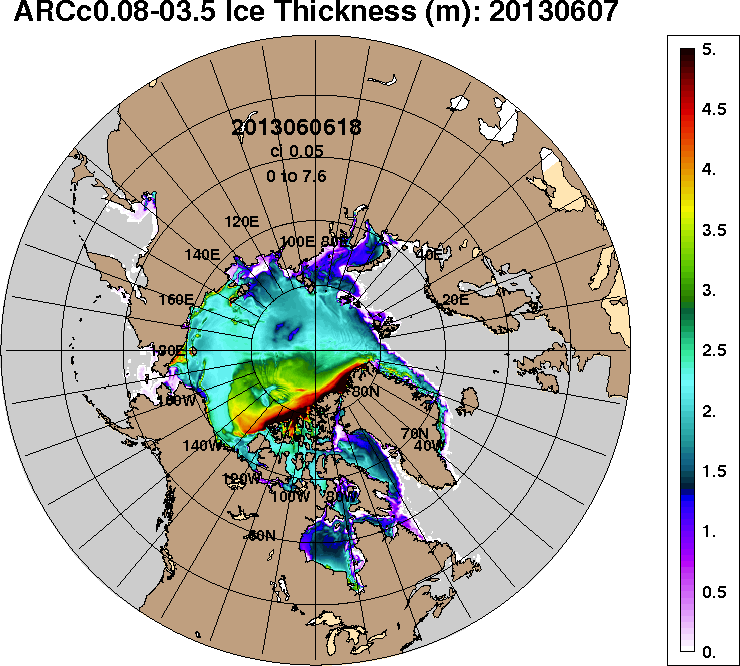 ARCc0.08-03.5 Ice Thickness (m): 20130607
2013060618
ci 0.05
0 to 7.6
120E
100E
80E
140E
40E
160E
20E
180E
160W
80N
140W
70N
40W
120W
100W
80W
60N
5.
4.5
4.
3.5
3.
2.5
2.
1.5
1.
0.5
0.